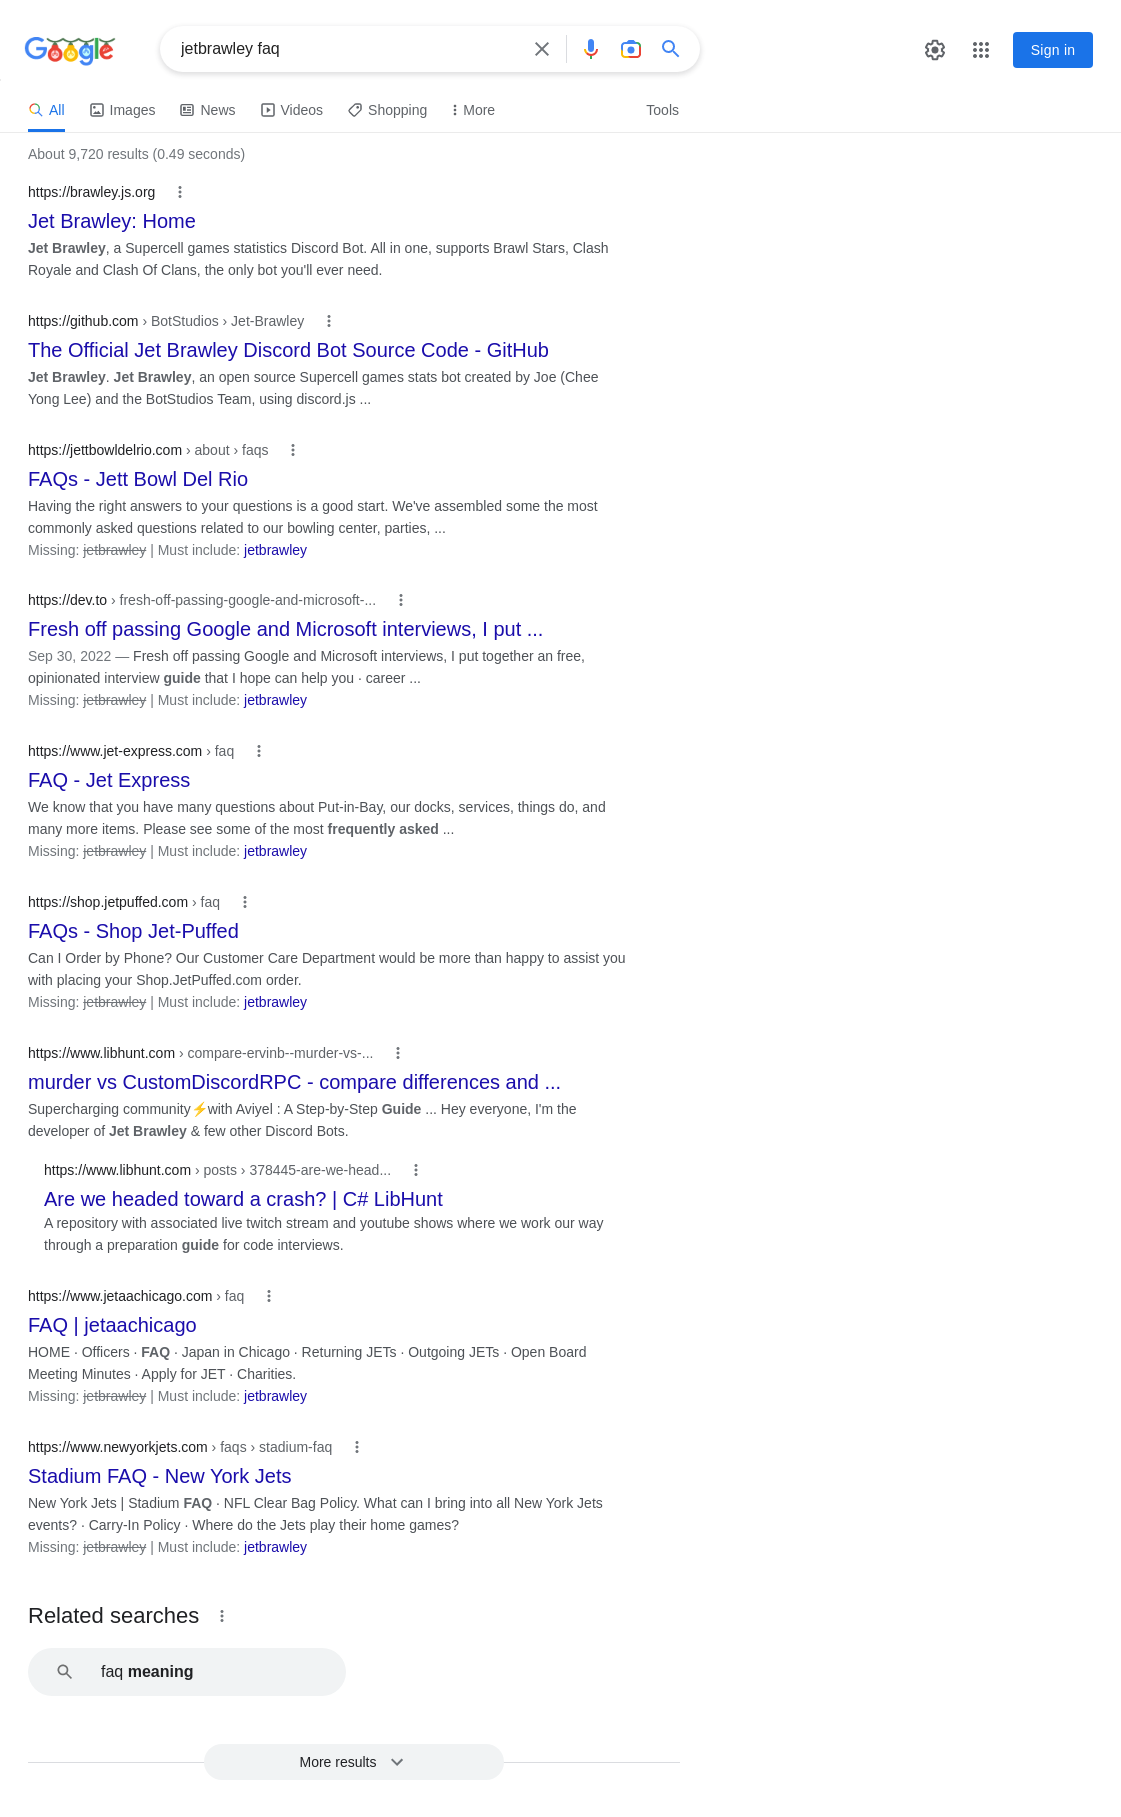 Google
jetbrawley faq
Sign in
All Images News Videos Shopping More Tools
About 9,720 results (0.49 seconds)
https://brawley.js.org
Jet Brawley: Home
Jet Brawley, a Supercell games statistics Discord Bot. All in one, supports Brawl Stars, Clash
Royale and Clash Of Clans, the only bot you'll ever need.
https://github.com › BotStudios › Jet-Brawley
The Official Jet Brawley Discord Bot Source Code - GitHub
Jet Brawley. Jet Brawley, an open source Supercell games stats bot created by Joe (Chee
Yong Lee) and the BotStudios Team, using discord.js ...
https://jettbowldelrio.com › about › faqs
FAQs - Jett Bowl Del Rio
Having the right answers to your questions is a good start. We've assembled some the most
commonly asked questions related to our bowling center, parties, ...
Missing: jetbrawley | Must include: jetbrawley
https://dev.to › fresh-off-passing-google-and-microsoft-...
Fresh off passing Google and Microsoft interviews, I put ...
Sep 30, 2022 — Fresh off passing Google and Microsoft interviews, I put together an free,
opinionated interview guide that I hope can help you · career ...
Missing: jetbrawley | Must include: jetbrawley
https://www.jet-express.com › faq
FAQ - Jet Express
We know that you have many questions about Put-in-Bay, our docks, services, things do, and
many more items. Please see some of the most frequently asked ...
Missing: jetbrawley | Must include: jetbrawley
https://shop.jetpuffed.com › faq
FAQs - Shop Jet-Puffed
Can I Order by Phone? Our Customer Care Department would be more than happy to assist you
with placing your Shop.JetPuffed.com order.
Missing: jetbrawley | Must include: jetbrawley
https://www.libhunt.com › compare-ervinb--murder-vs-...
murder vs CustomDiscordRPC - compare differences and ...
Supercharging community⚡with Aviyel : A Step-by-Step Guide ... Hey everyone, I'm the
developer of Jet Brawley & few other Discord Bots.
https://www.libhunt.com › posts › 378445-are-we-head...
Are we headed toward a crash? | C# LibHunt
A repository with associated live twitch stream and youtube shows where we work our way
through a preparation guide for code interviews.
https://www.jetaachicago.com › faq
FAQ | jetaachicago
HOME · Officers · FAQ · Japan in Chicago · Returning JETs · Outgoing JETs · Open Board
Meeting Minutes · Apply for JET · Charities.
Missing: jetbrawley | Must include: jetbrawley
https://www.newyorkjets.com › faqs › stadium-faq
Stadium FAQ - New York Jets
New York Jets | Stadium FAQ · NFL Clear Bag Policy. What can I bring into all New York Jets
events? · Carry-In Policy · Where do the Jets play their home games?
Missing: jetbrawley | Must include: jetbrawley
Related searches
faq meaning
More results